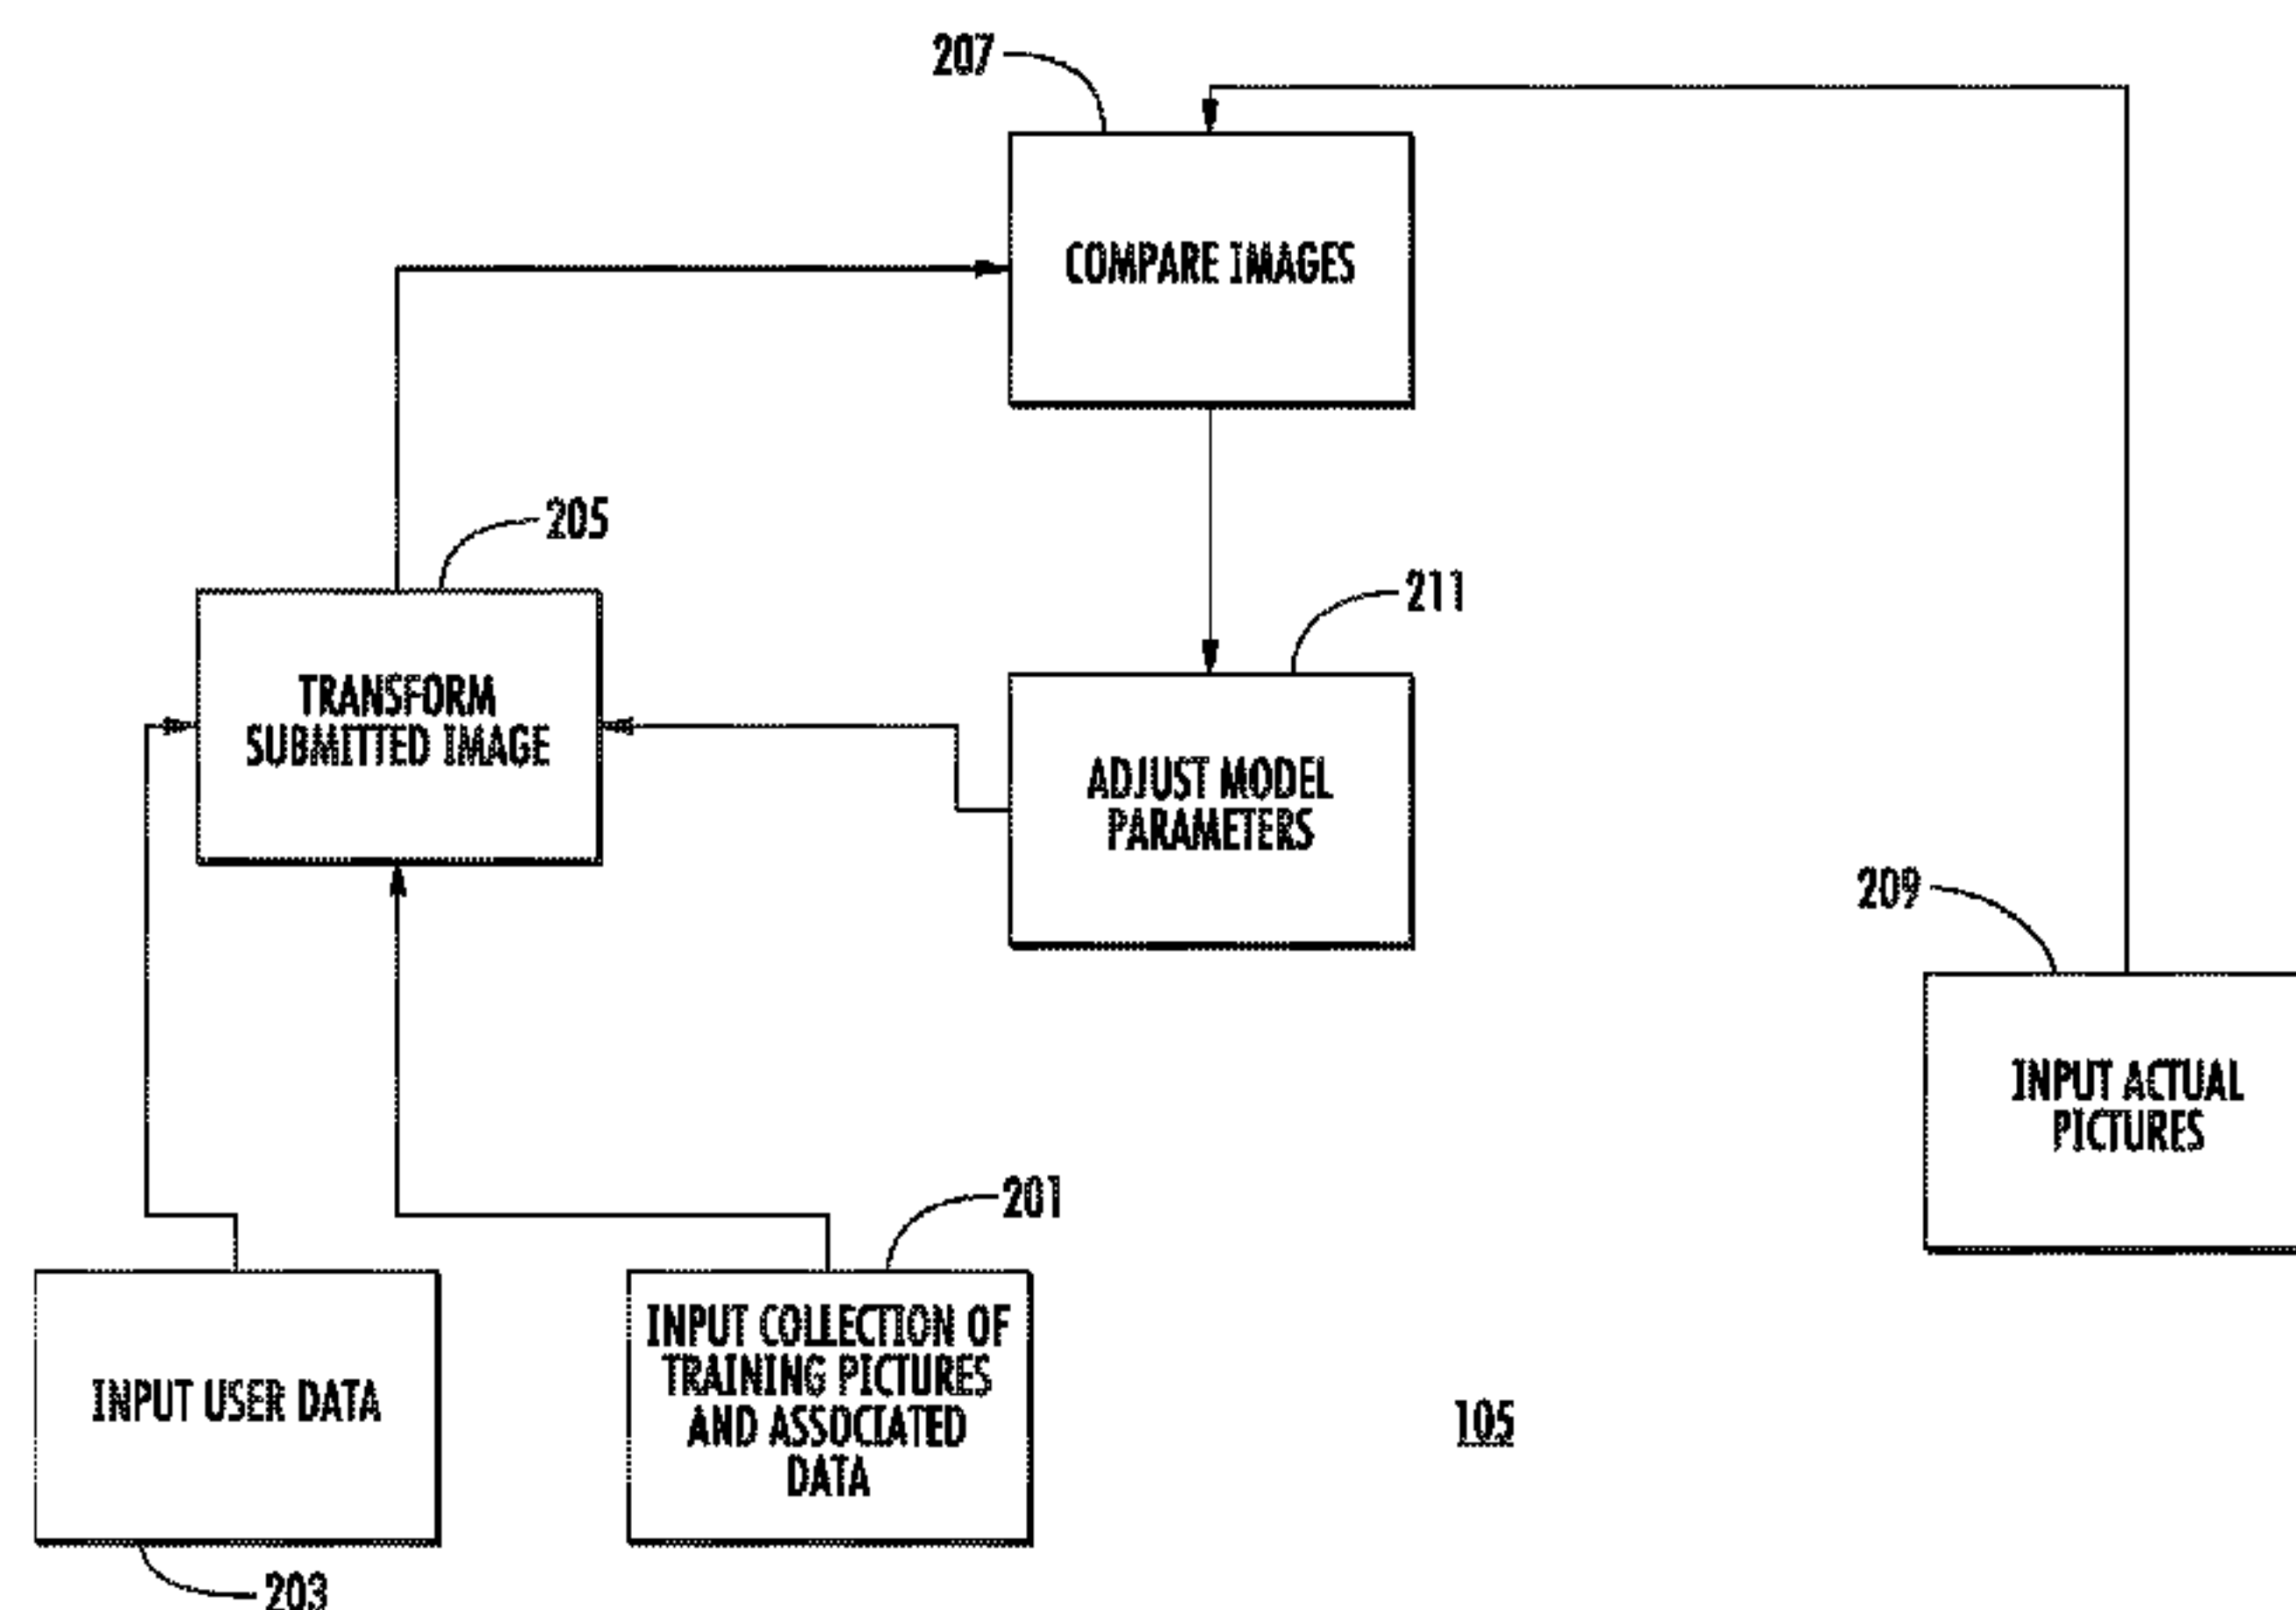 207
COMPARE IMAGES
205
211
TRANSFORM
SUBMITTED IMAGE
ADJUST MODEL
PARAMETERS
209
INPUT ACTUAL
PICTURES
201
INPUT USER DATA
INPUT COLLECTION OF
TRAINING PICTURES
AND ASSOCIATED
DATA
105
203